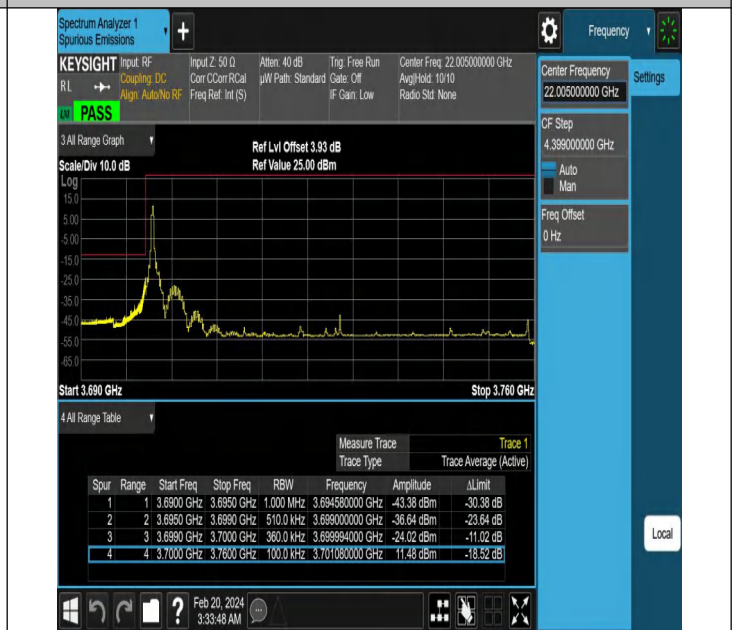 Spectrum Analyzer 1
Spurious Emissions
+
Frequency
KEYSIGHT Input: RF Input Z: 50 Ω Atten: 40 dB Trig: Free Run Center Freq: 22.005000000 GHz
RL Coupling: DC Corr CCorr RCal µW Path: Standard Gate: Off Avg|Hold: 10/10
Align: Auto/No RF Freq Ref: Int (S) IF Gain: Low Radio Std: None
LNI PASS
Center Frequency
22.005000000 GHz
Settings
CF Step
4.399000000 GHz
Auto
Man
Freq Offset
0 Hz
3 All Range Graph
Ref Lvl Offset 3.93 dB
Scale/Div 10.0 dB Ref Value 25.00 dBm
Log
15.0
5.00
-5.00
-15.0
-25.0
-35.0
-45.0
-55.0
-65.0
Start 3.690 GHz Stop 3.760 GHz
4 All Range Table
Measure Trace Trace 1
Trace Type Trace Average (Active)
Spur Range Start Freq Stop Freq RBW Frequency Amplitude ΔLimit
1 1 3.6900 GHz 3.6950 GHz 1.000 MHz 3.694580000 GHz -43.38 dBm -30.38 dB
2 2 3.6950 GHz 3.6990 GHz 510.0 kHz 3.699000000 GHz -36.64 dBm -23.64 dB
3 3 3.6990 GHz 3.7000 GHz 360.0 kHz 3.699994000 GHz -24.02 dBm -11.02 dB
4 4 3.7000 GHz 3.7600 GHz 100.0 kHz 3.701080000 GHz 11.48 dBm -18.52 dB
Local
?
Feb 20, 2024
3:33:48 AM